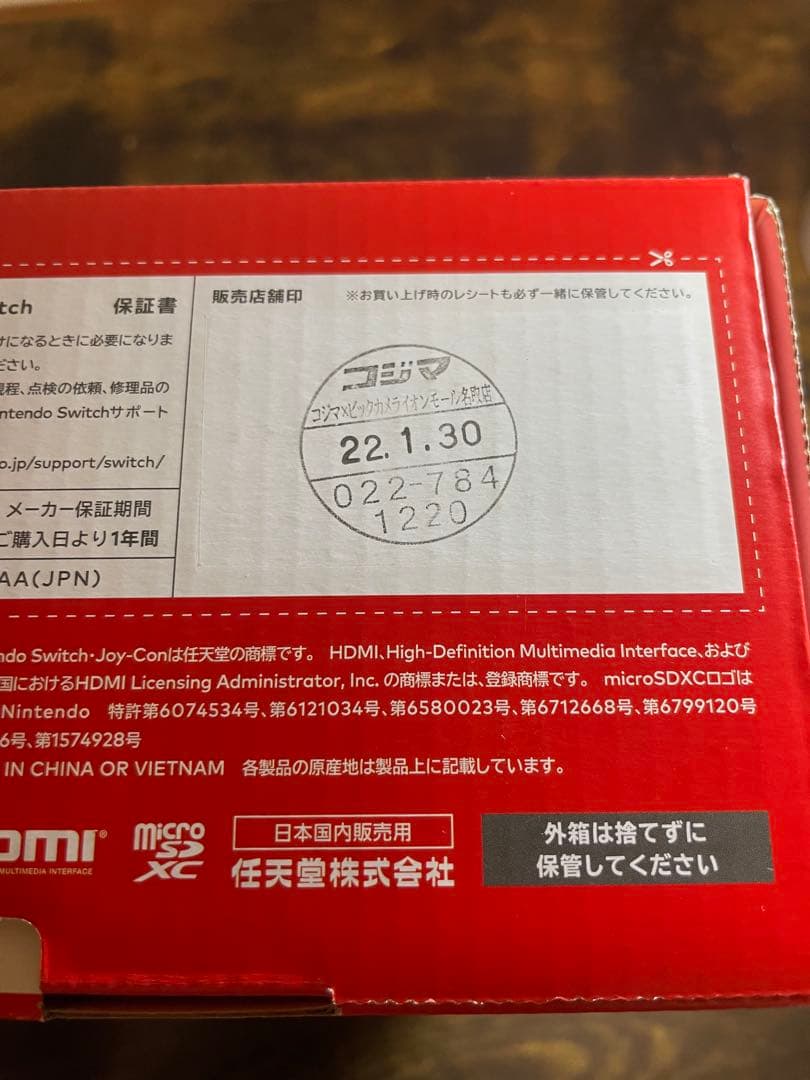 tch 保証書
けになるときに必要になりま
ださい。
規程、点検の依頼、修理品の
intendo Switchサポート
o.jp/support/switch/
メーカー保証期間
ご購入日より1年間
AA(JPN)
販売店舗印 ※お買い上げ時のレシートも必ず一緒に保管してください。
コジマ
コジマ×ビックカメライオンモール名取店
22.1.30
022-784
1220
ndo Switch・Joy-Conは任天堂の商標です。 HDMI、High-Definition Multimedia Interface、および
国におけるHDMI Licensing Administrator, Inc. の商標または、登録商標です。 microSDXCロゴは
Nintendo 特許第6074534号、第6121034号、第6580023号、第6712668号、第6799120号
6号、第1574928号
IN CHINA OR VIETNAM 各製品の原産地は製品上に記載しています。
DMI®
MULTIMEDIA INTERFACE
micro
SD
XC
日本国内販売用
任天堂株式会社
外箱は捨てずに
保管してください